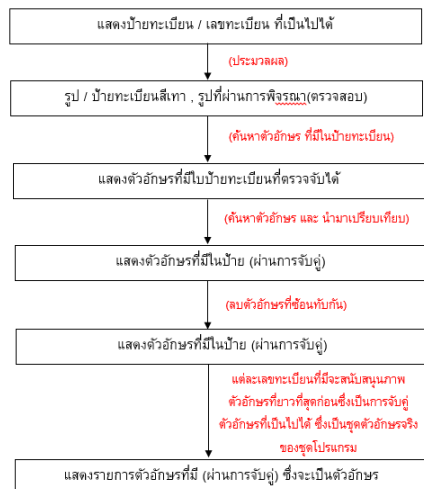 แสดงป้ายทะเบียน / เลขทะเบียน ที่เป็นไปได้
(ประมวลผล)
รูป / ป้ายทะเบียนสีเทา , รูปที่ผ่านการพิจรณา(ตรวจสอบ)
(ค้นหาตัวอักษร ที่มีในป้ายทะเบียน)
แสดงตัวอักษรที่มีใบป้ายทะเบียนที่ตรวจจับได้
(ค้นหาตัวอักษร และ นำมาเปรียบเทียบ)
แสดงตัวอักษรที่มีในป้าย (ผ่านการจับคู่)
(ลบตัวอักษรที่ซ้อนทับกัน)
แสดงตัวอักษรที่มีในป้าย (ผ่านการจับคู่)
แต่ละเลขทะเบียนที่มีจะสนับสนุนภาพ
ตัวอักษรที่ยาวที่สุดก่อนซึ่งเป็นการจับคู่
ตัวอักษรที่เป็นไปได้ ซึ่งเป็นชุดตัวอักษรจริง
ของชุดโปรแกรม
แสดงรายการตัวอักษรที่มี (ผ่านการจับคู่) ซึ่งจะเป็นตัวอักษร